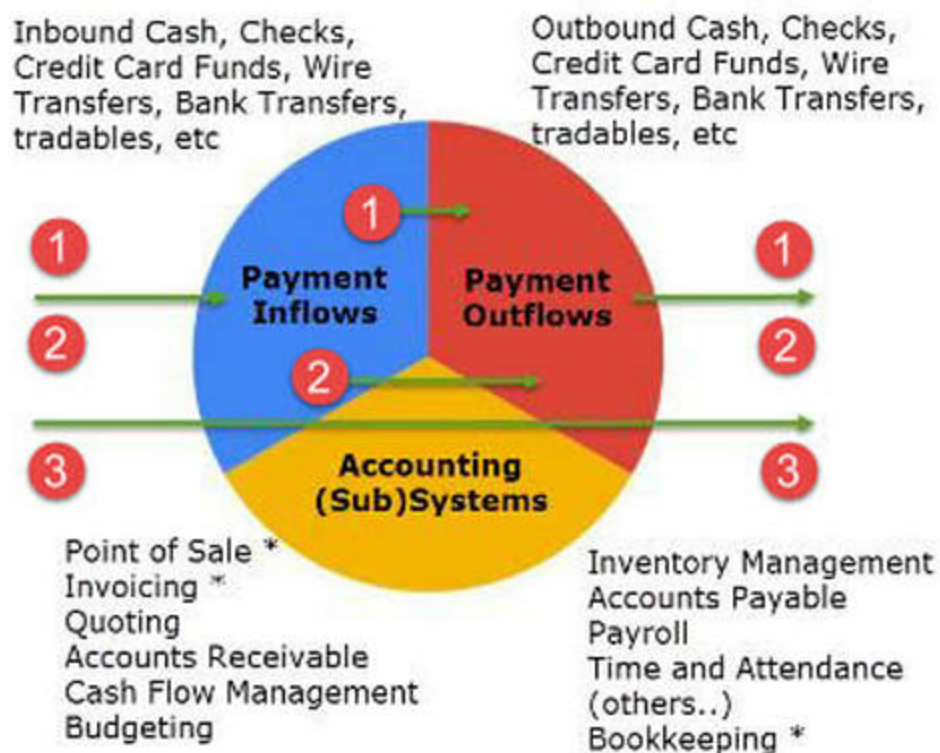 Inbound Cash, Checks,
Credit Card Funds, Wire
Transfers, Bank Transfers,
tradables, etc
Outbound Cash, Checks,
Credit Card Funds, Wire
Transfers, Bank Transfers,
tradables, etc
1
1
1
Payment
Inflows
Payment
Outflows
2
2
2
3
3
Accounting
(Sub)Systems
Point of Sale *
Invoicing *
Quoting
Accounts Receivable
Cash Flow Management
Budgeting
Inventory Management
Accounts Payable
Payroll
Time and Attendance
(others..)
Bookkeeping *